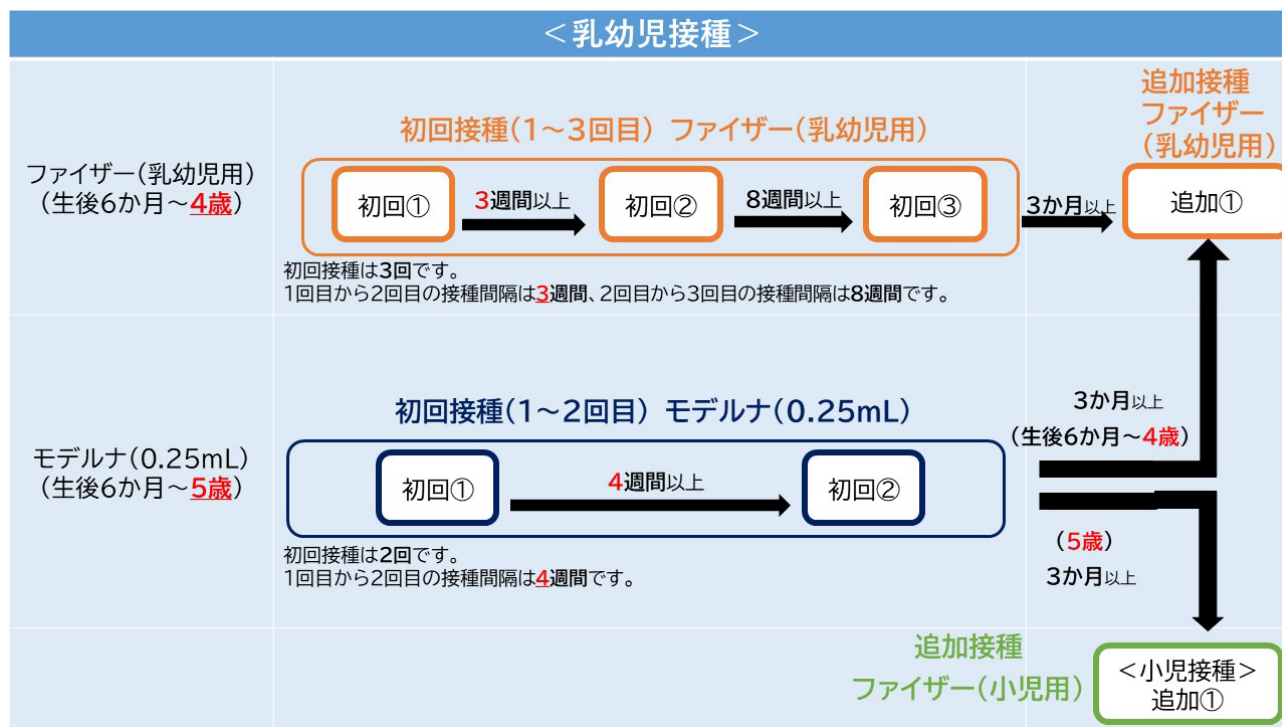 ＜乳幼児接種＞
ファイザー(乳幼児用)
(生後6か月～4歳)
初回接種(1～3回目) ファイザー(乳幼児用)
初回①
3週間以上
初回②
8週間以上
初回③
3か月以上
追加接種
ファイザー
(乳幼児用)
追加①
初回接種は3回です。
1回目から2回目の接種間隔は3週間、2回目から3回目の接種間隔は8週間です。
モデルナ(0.25mL)
(生後6か月～5歳)
初回接種(1～2回目) モデルナ(0.25mL)
初回①
4週間以上
初回②
3か月以上
(生後6か月～4歳)
(5歳)
3か月以上
初回接種は2回です。
1回目から2回目の接種間隔は4週間です。
追加接種
ファイザー(小児用)
＜小児接種＞
追加①